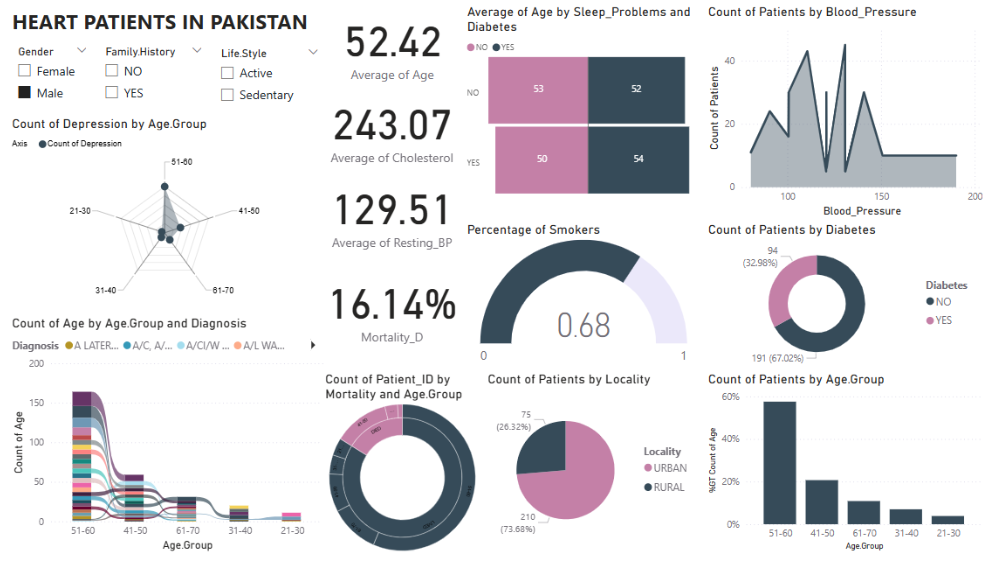 HEART PATIENTS IN PAKISTAN
Gender
Female
Male
Family.History
NO
YES
Life.Style
Active
Sedentary
52.42
Average of Age
243.07
Average of Cholesterol
129.51
Average of Resting_BP
16.14%
Mortality_D
Average of Age by Sleep_Problems and
Diabetes
NO YES
NO
53
52
YES
50
54
Count of Patients by Blood_Pressure
Count of Patients
40
20
0
100
150
200
Blood_Pressure
Count of Depression by Age.Group
Axis Count of Depression
51-60
41-50
61-70
31-40
21-30
Percentage of Smokers
0.68
0
1
Count of Patients by Diabetes
94
(32.98%)
191 (67.02%)
Diabetes
NO
YES
Count of Age by Age.Group and Diagnosis
Diagnosis A LATER... A/C, A/... A/CI/W ... A/L WA...
Count of Age
200
150
100
50
0
51-60
41-50
61-70
31-40
21-30
Age.Group
Count of Patient_ID by
Mortality and Age.Group
Count of Patients by Locality
75
(26.32%)
210
(73.68%)
Locality
URBAN
RURAL
Count of Patients by Age.Group
%GT Count of Age
60%
40%
20%
0%
51-60
41-50
61-70
31-40
21-30
Age.Group